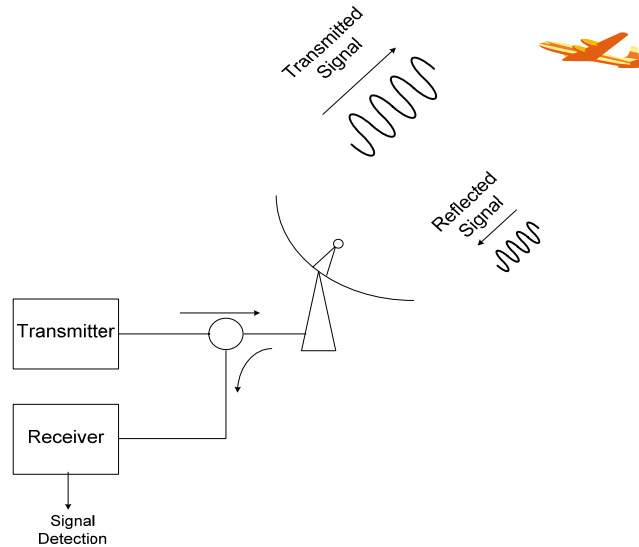 Transmitted
Signal
Reflected
Signal
Transmitter
Receiver
Signal
Detection